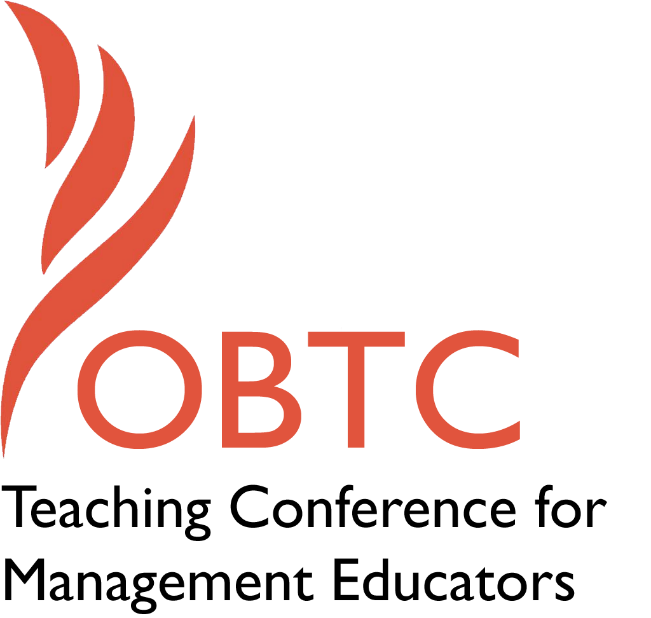 OBTC
Teaching Conference for
Management Educators